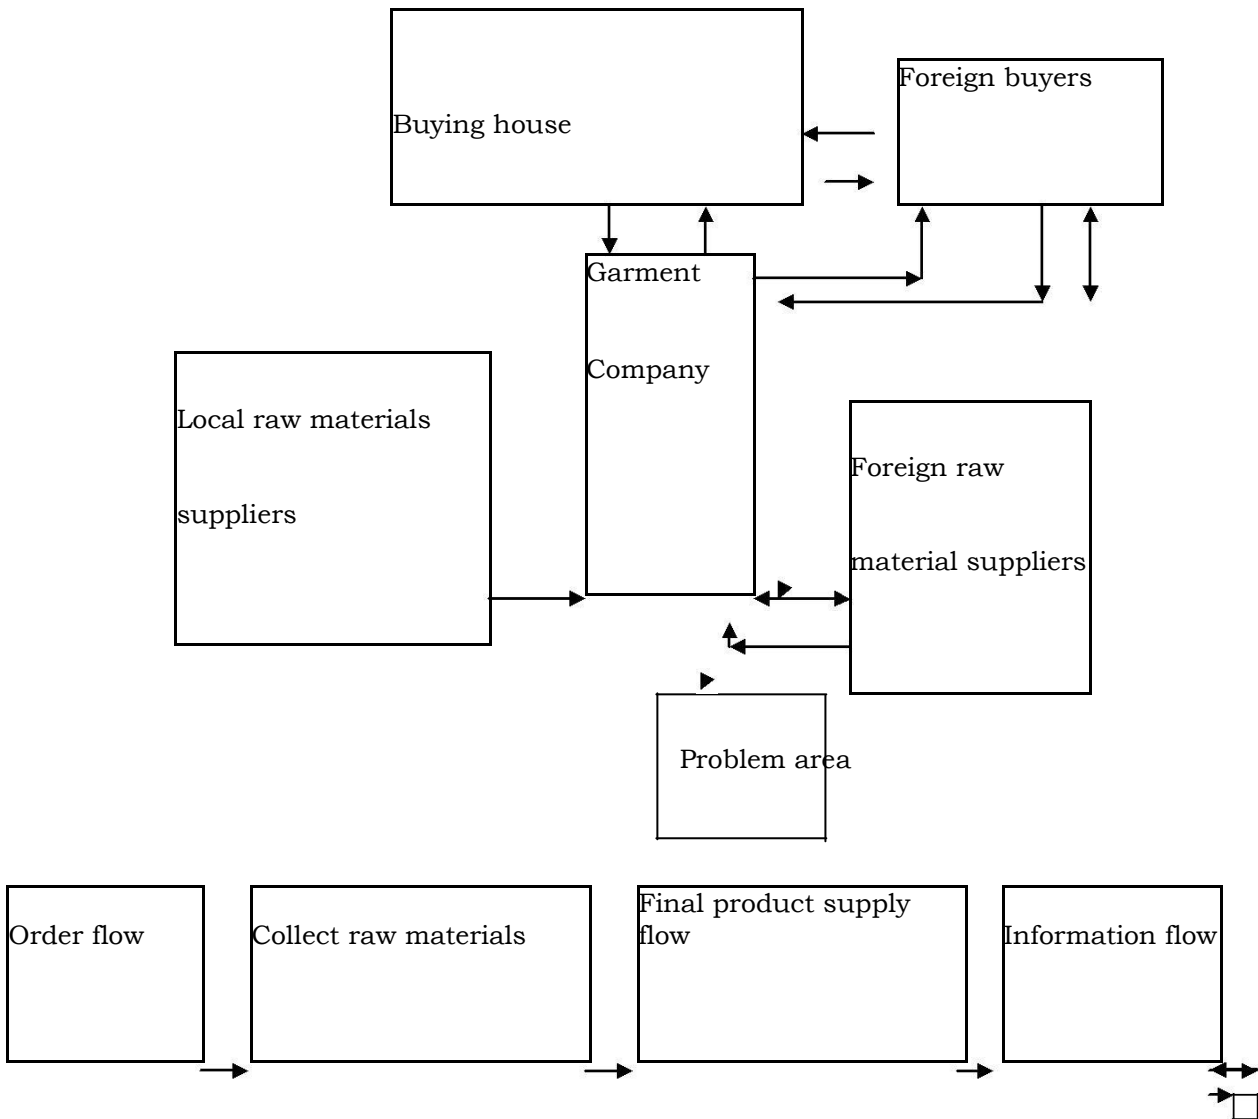 Foreign buyers
Buying house
Garment
Company
Local raw materials
suppliers
Foreign raw
material suppliers
Problem area
Order flow
Collect raw materials
Final product supply
flow
Information flow